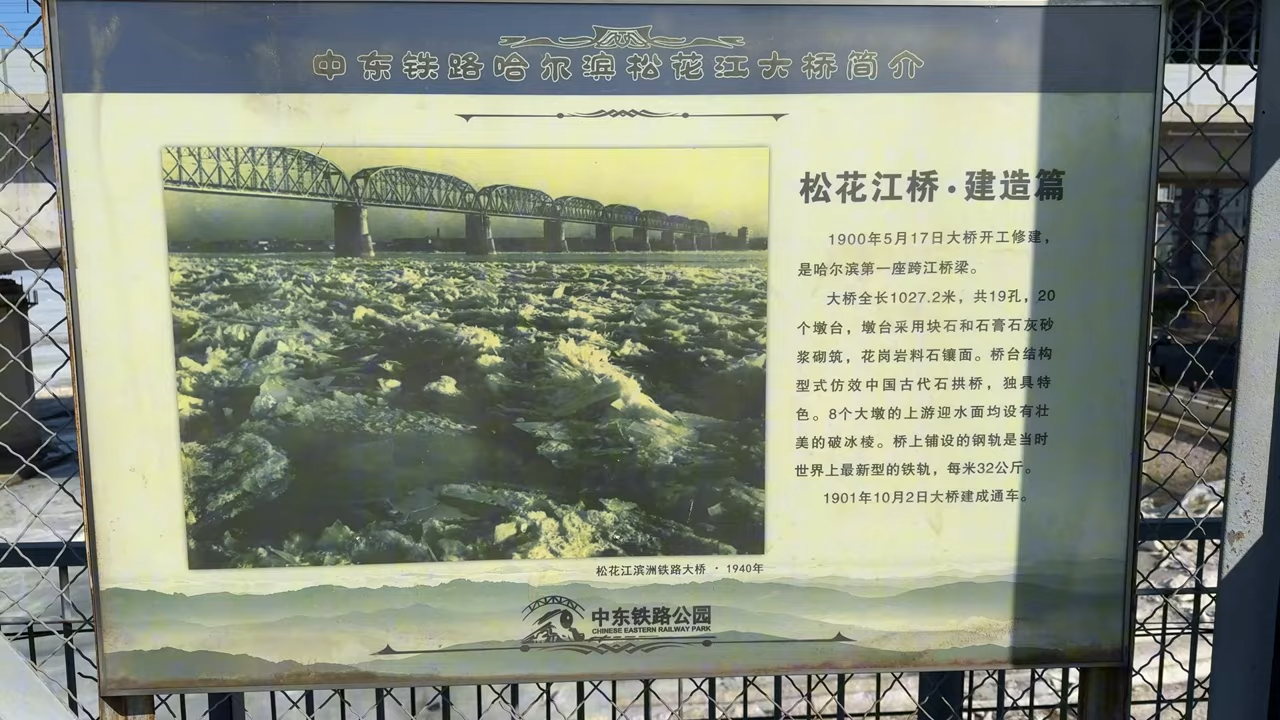 中东铁路哈尔滨松花江大桥简介
松花江桥·建造篇
1900年5月17日大桥开工修建，
是哈尔滨第一座跨江桥梁。
大桥全长1027.2米，共19孔，20
个墩台，墩台采用块石和石膏石灰砂
浆砌筑，花岗岩料石镶面。桥台结构
型式仿效中国古代石拱桥，独具特
色。8个大墩的上游迎水面均设有壮
美的破冰棱。桥上铺设的钢轨是当时
世界上最新型的铁轨，每米32公斤。
1901年10月2日大桥建成通车。
松花江滨洲铁路大桥 · 1940年
中东铁路公园
CHINESE EASTERN RAILWAY PARK